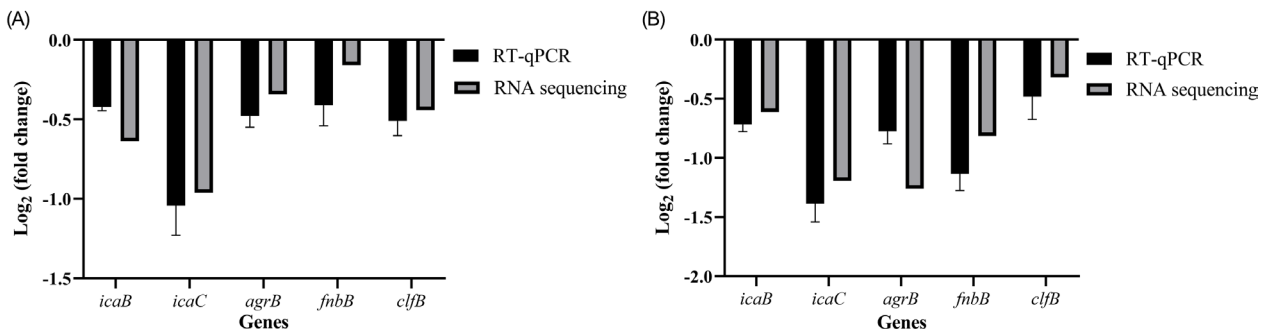 (A)
0.0
-0.5
-1.0
-1.5
Log2 (fold change)
icaB icaC agrB fnbB clfB
Genes
RT-qPCR
RNA sequencing
(B)
0.0
-0.5
-1.0
-1.5
-2.0
Log2 (fold change)
icaB icaC agrB fnbB clfB
Genes
RT-qPCR
RNA sequencing